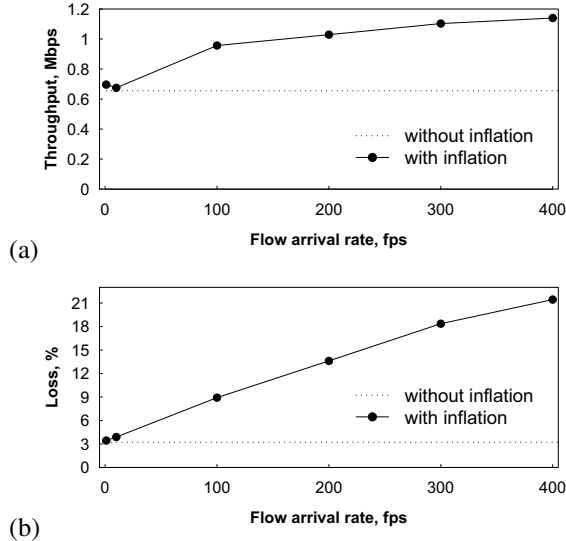 (a)
Throughput, Mbps
1.2
1
0.8
0.6
0.4
0.2
0
without inflation
with inflation
0 100 200 300 400
Flow arrival rate, fps
(b)
Loss, %
21
18
15
12
9
6
3
0
without inflation
with inflation
0 100 200 300 400
Flow arrival rate, fps